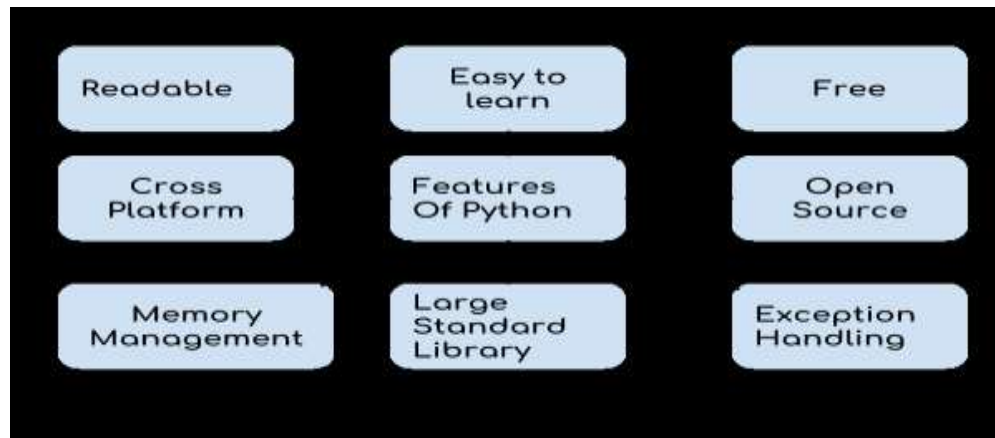 Readable
Easy to
learn
Free
Cross
Platform
Features
Of Python
Open
Source
Memory
Management
Large
Standard
Library
Exception
Handling